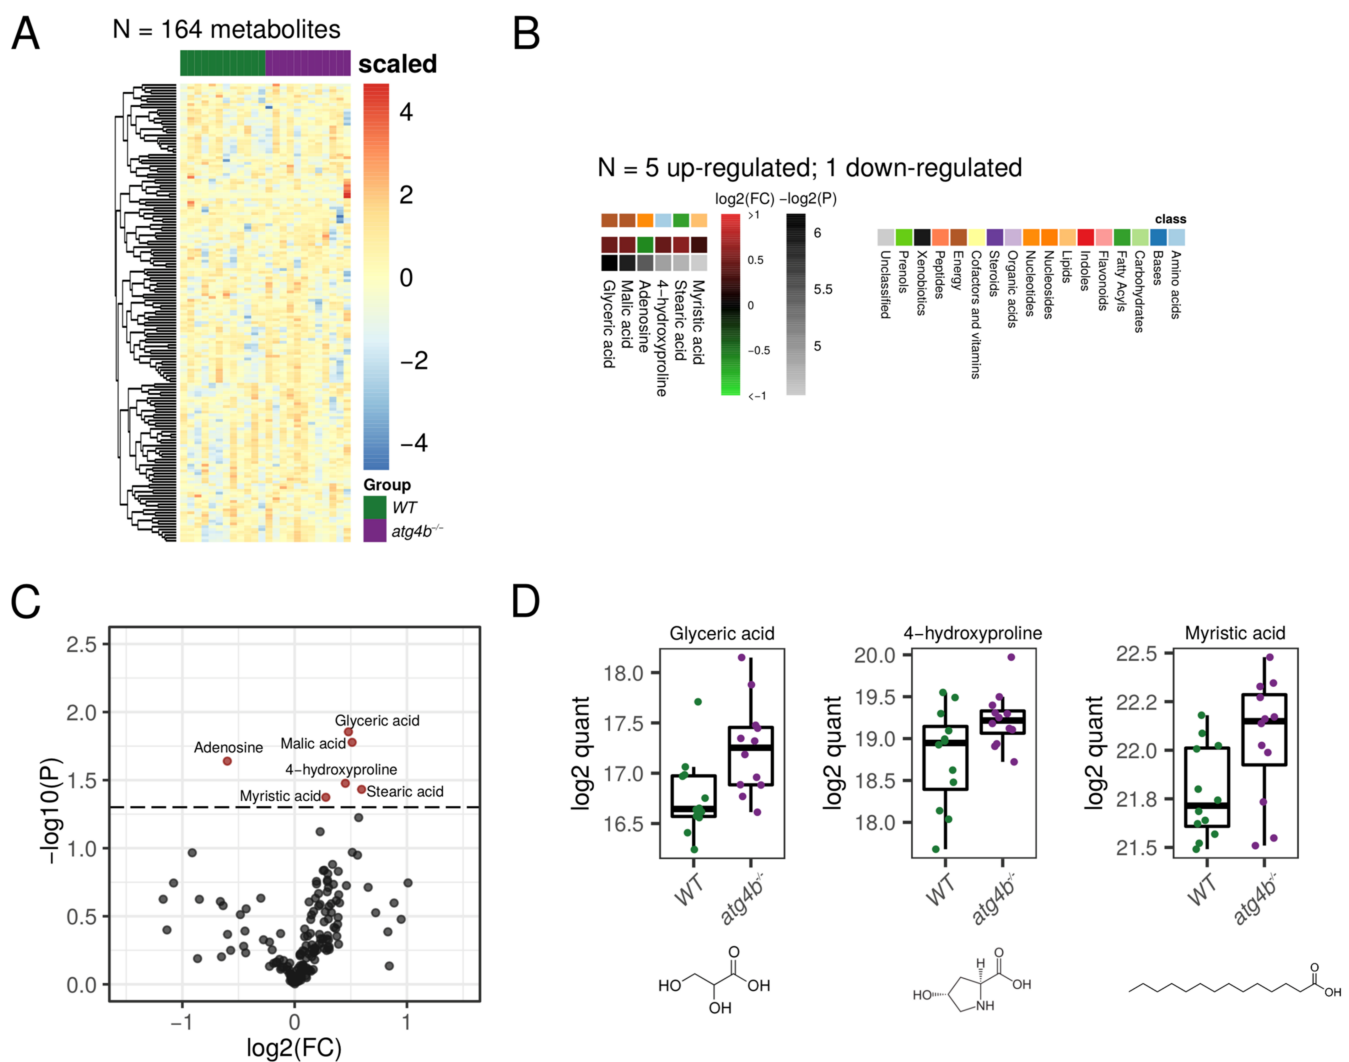 A
N = 164 metabolites
scaled
4
2
0
−2
−4
Group
WT
atg4b⁻/⁻
B
N = 5 up-regulated; 1 down-regulated
log2(FC)
−log2(P)
>1
0.5
0
−0.5
<−1
6
5.5
5
Glyceric acid
Malic acid
Adenosine
4−hydroxyproline
Stearic acid
Myristic acid
class
Unclassified
Prenols
Xenobiotics
Peptides
Energy
Cofactors and vitamins
Steroids
Organic acids
Nucleotides
Nucleosides
Lipids
Indoles
Flavonoids
Fatty Acyls
Carbohydrates
Bases
Amino acids
C
−log10(P)
2.5
2.0
1.5
1.0
0.5
0.0
Glyceric acid
Malic acid
Adenosine
4−hydroxyproline
Myristic acid
Stearic acid
−1
0
1
log2(FC)
D
Glyceric acid
log2 quant
18.0
17.5
17.0
16.5
WT
atg4b⁻/⁻
4−hydroxyproline
log2 quant
20.0
19.5
19.0
18.5
18.0
WT
atg4b⁻/⁻
Myristic acid
log2 quant
22.5
22.2
22.0
21.8
21.5
WT
atg4b⁻/⁻
O
HO
OH
OH
H
O
OH
HO
NH
O
OH